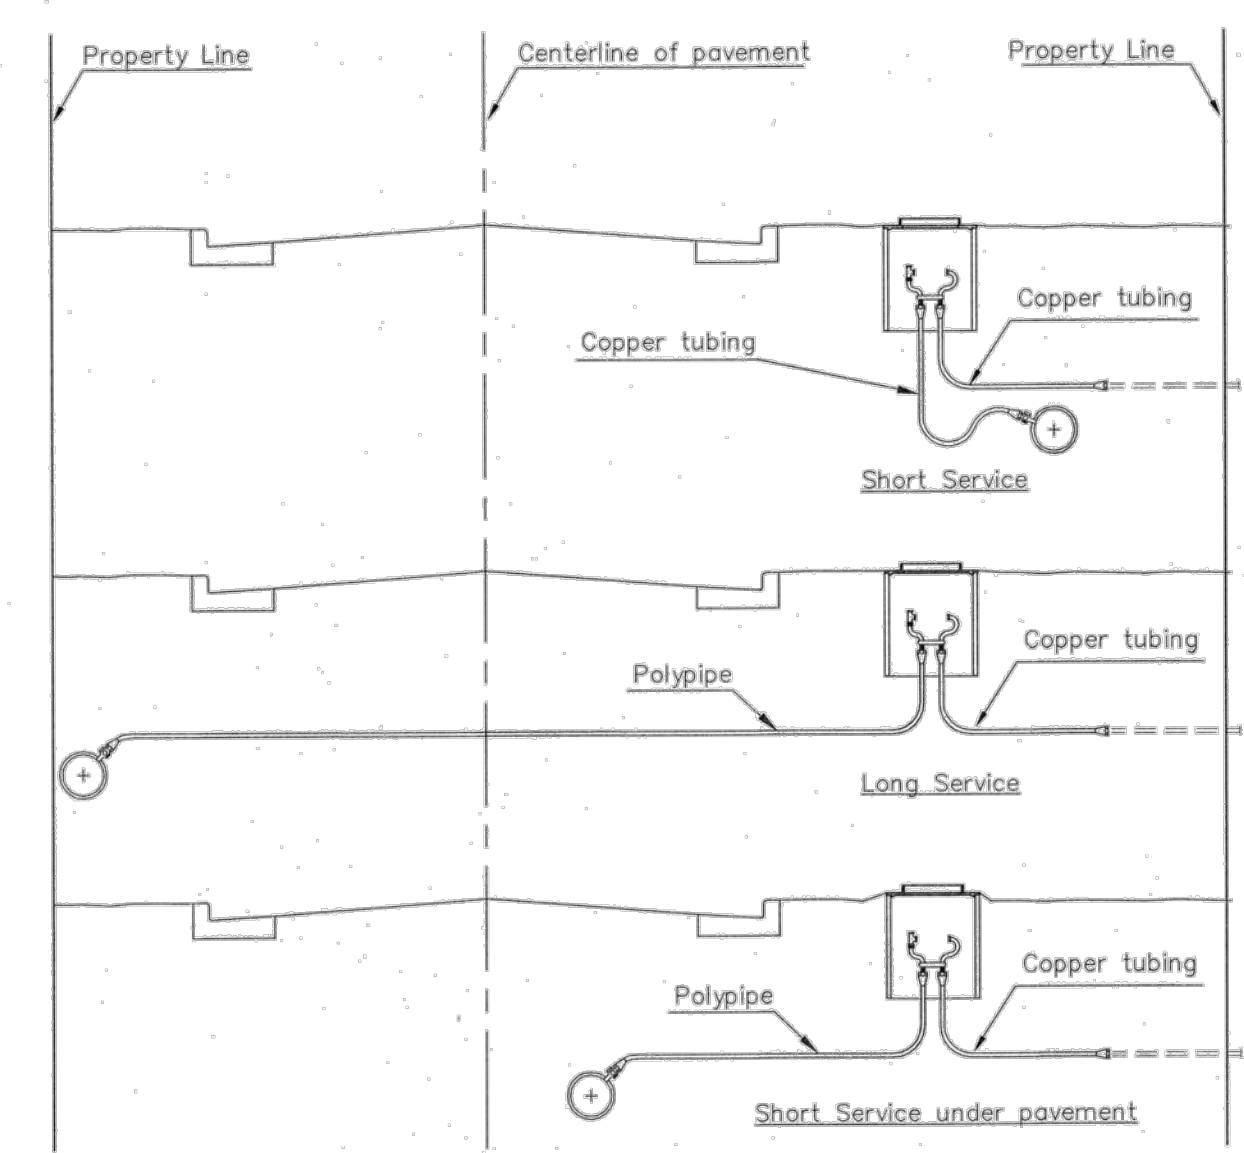 Property Line
Centerline of pavement
Property Line
Copper tubing
Copper tubing
Short Service
Copper tubing
Polypipe
Long Service
Copper tubing
Polypipe
Short Service under pavement